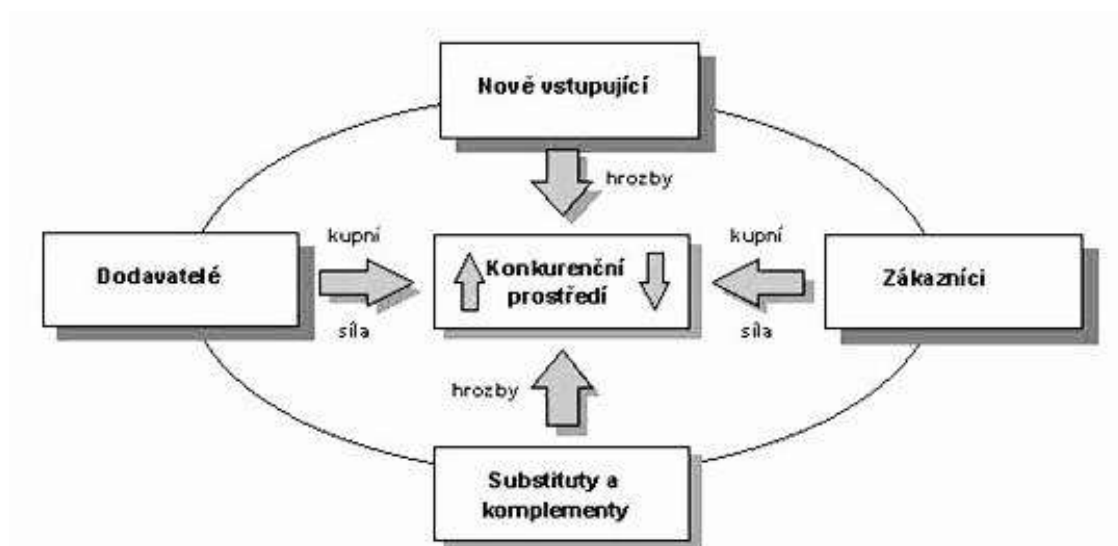 Nově vstupující
hrozby
kupní
Dodavatelé
síla
Konkurenční
prostředí
kupní
Zákazníci
síla
hrozby
Substituty a
komplementy